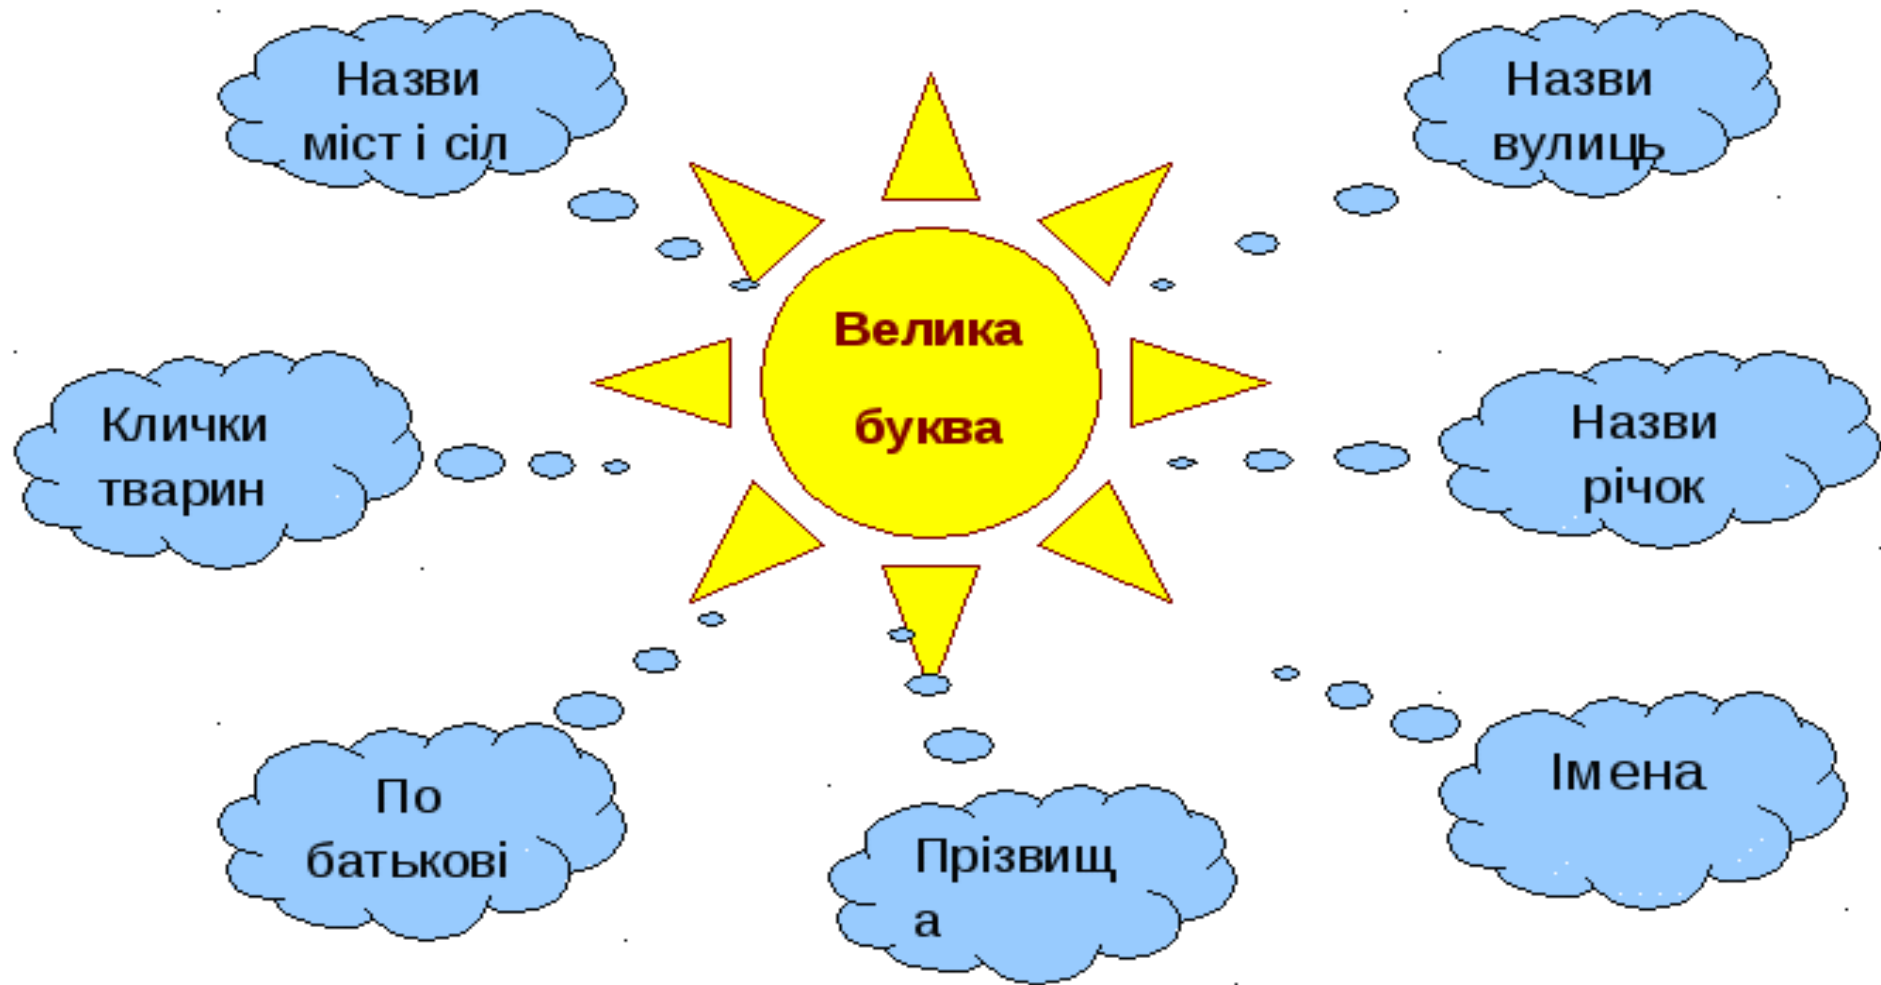 Назви
міст і сіл
Назви
вулиць
Велика
буква
Клички
тварин
Назви
річок
По
батькові
Прізвищ
а
Імена